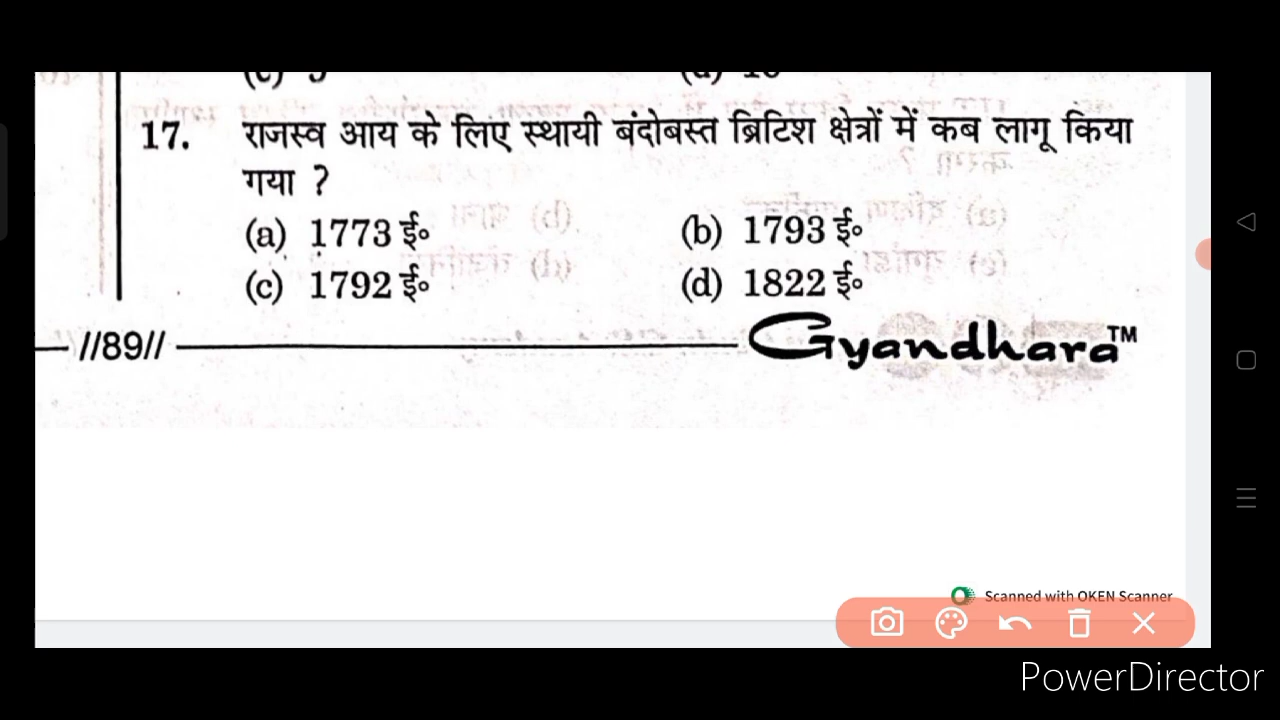 17. राजस्व आय के लिए स्थायी बंदोबस्त ब्रिटिश क्षेत्रों में कब लागू किया
गया ?
(a) 1773 ई० (b) 1793 ई०
(c) 1792 ई० (d) 1822 ई०
//89// Gyandhara™
Scanned with OKEN Scanner
PowerDirector